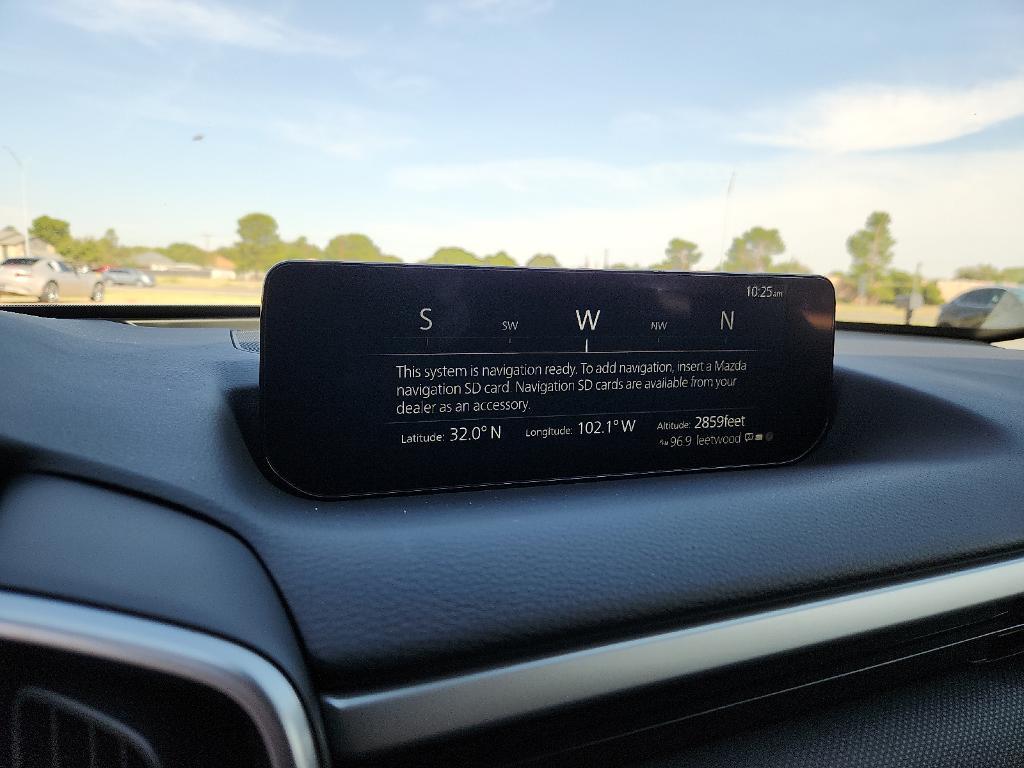 10:25am
S SW W NW N
This system is navigation ready. To add navigation, insert a Mazda
navigation SD card. Navigation SD cards are available from your
dealer as an accessory.
Latitude: 32.0° N Longitude: 102.1° W Altitude: 2859feet
96.9 leetwood